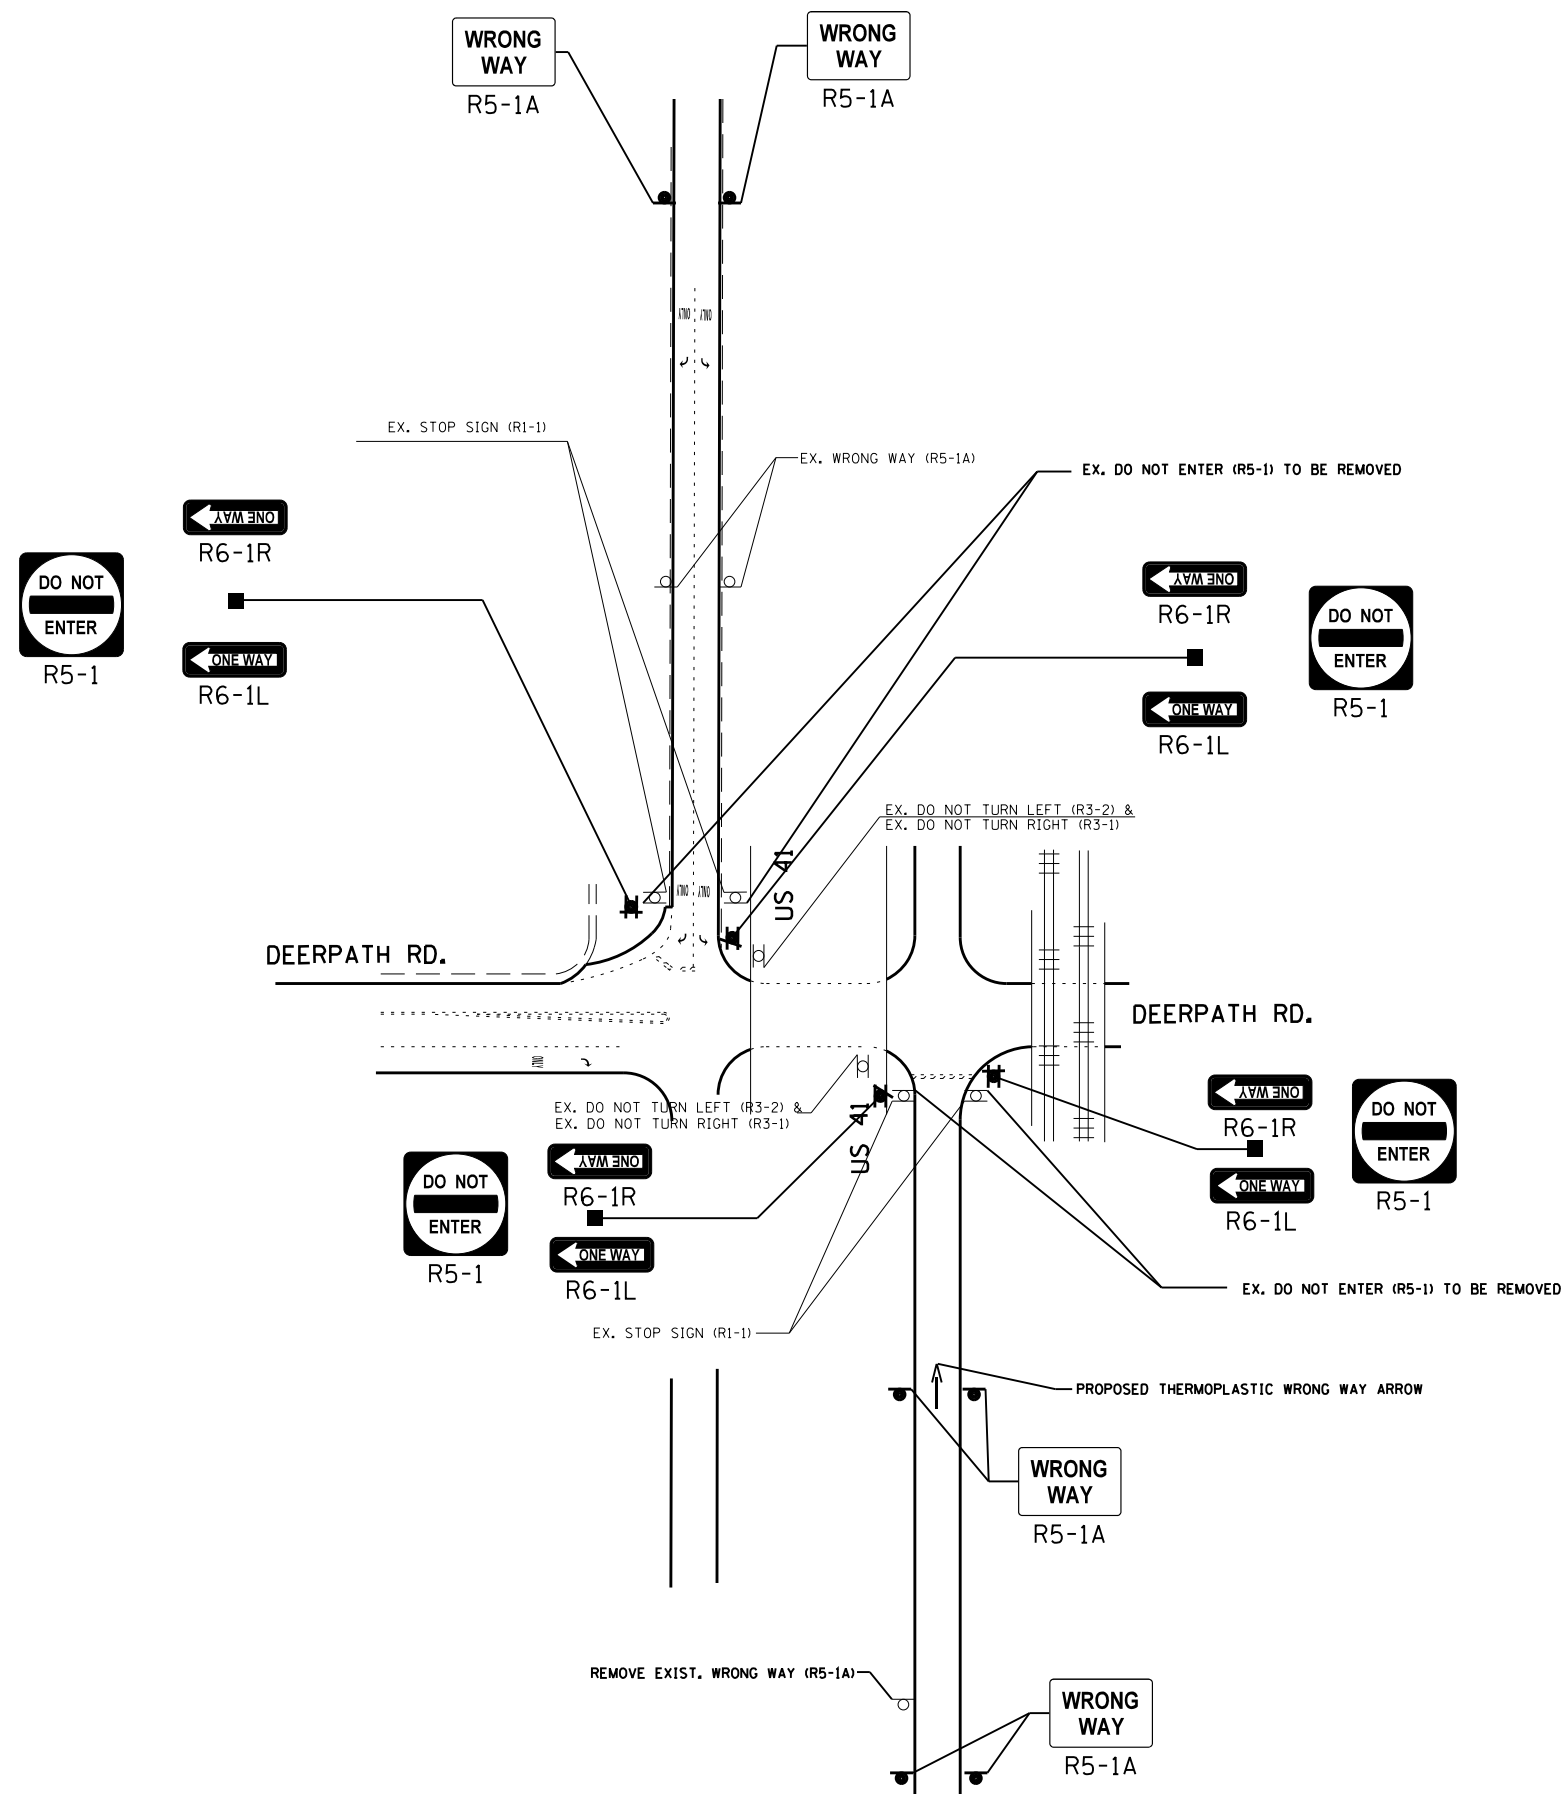 WRONG
WAY
R5-1A
WRONG
WAY
R5-1A
ONLY
ONLY
EX. STOP SIGN (R1-1)
EX. WRONG WAY (R5-1A)
EX. DO NOT ENTER (R5-1) TO BE REMOVED
ONE WAY
R6-1R
DO NOT
ENTER
R5-1
ONE WAY
R6-1L
ONE WAY
R6-1R
DO NOT
ENTER
R5-1
ONE WAY
R6-1L
EX. DO NOT TURN LEFT (R3-2) &
EX. DO NOT TURN RIGHT (R3-1)
US 41
ONLY
ONLY
DEERPATH RD.
DEERPATH RD.
ONLY
EX. DO NOT TURN LEFT (R3-2) &
EX. DO NOT TURN RIGHT (R3-1)
US 41
ONE WAY
R6-1R
DO NOT
ENTER
R5-1
ONE WAY
R6-1L
ONE WAY
R6-1R
DO NOT
ENTER
R5-1
ONE WAY
R6-1L
EX. DO NOT ENTER (R5-1) TO BE REMOVED
EX. STOP SIGN (R1-1)
PROPOSED THERMOPLASTIC WRONG WAY ARROW
WRONG
WAY
R5-1A
REMOVE EXIST. WRONG WAY (R5-1A)
WRONG
WAY
R5-1A